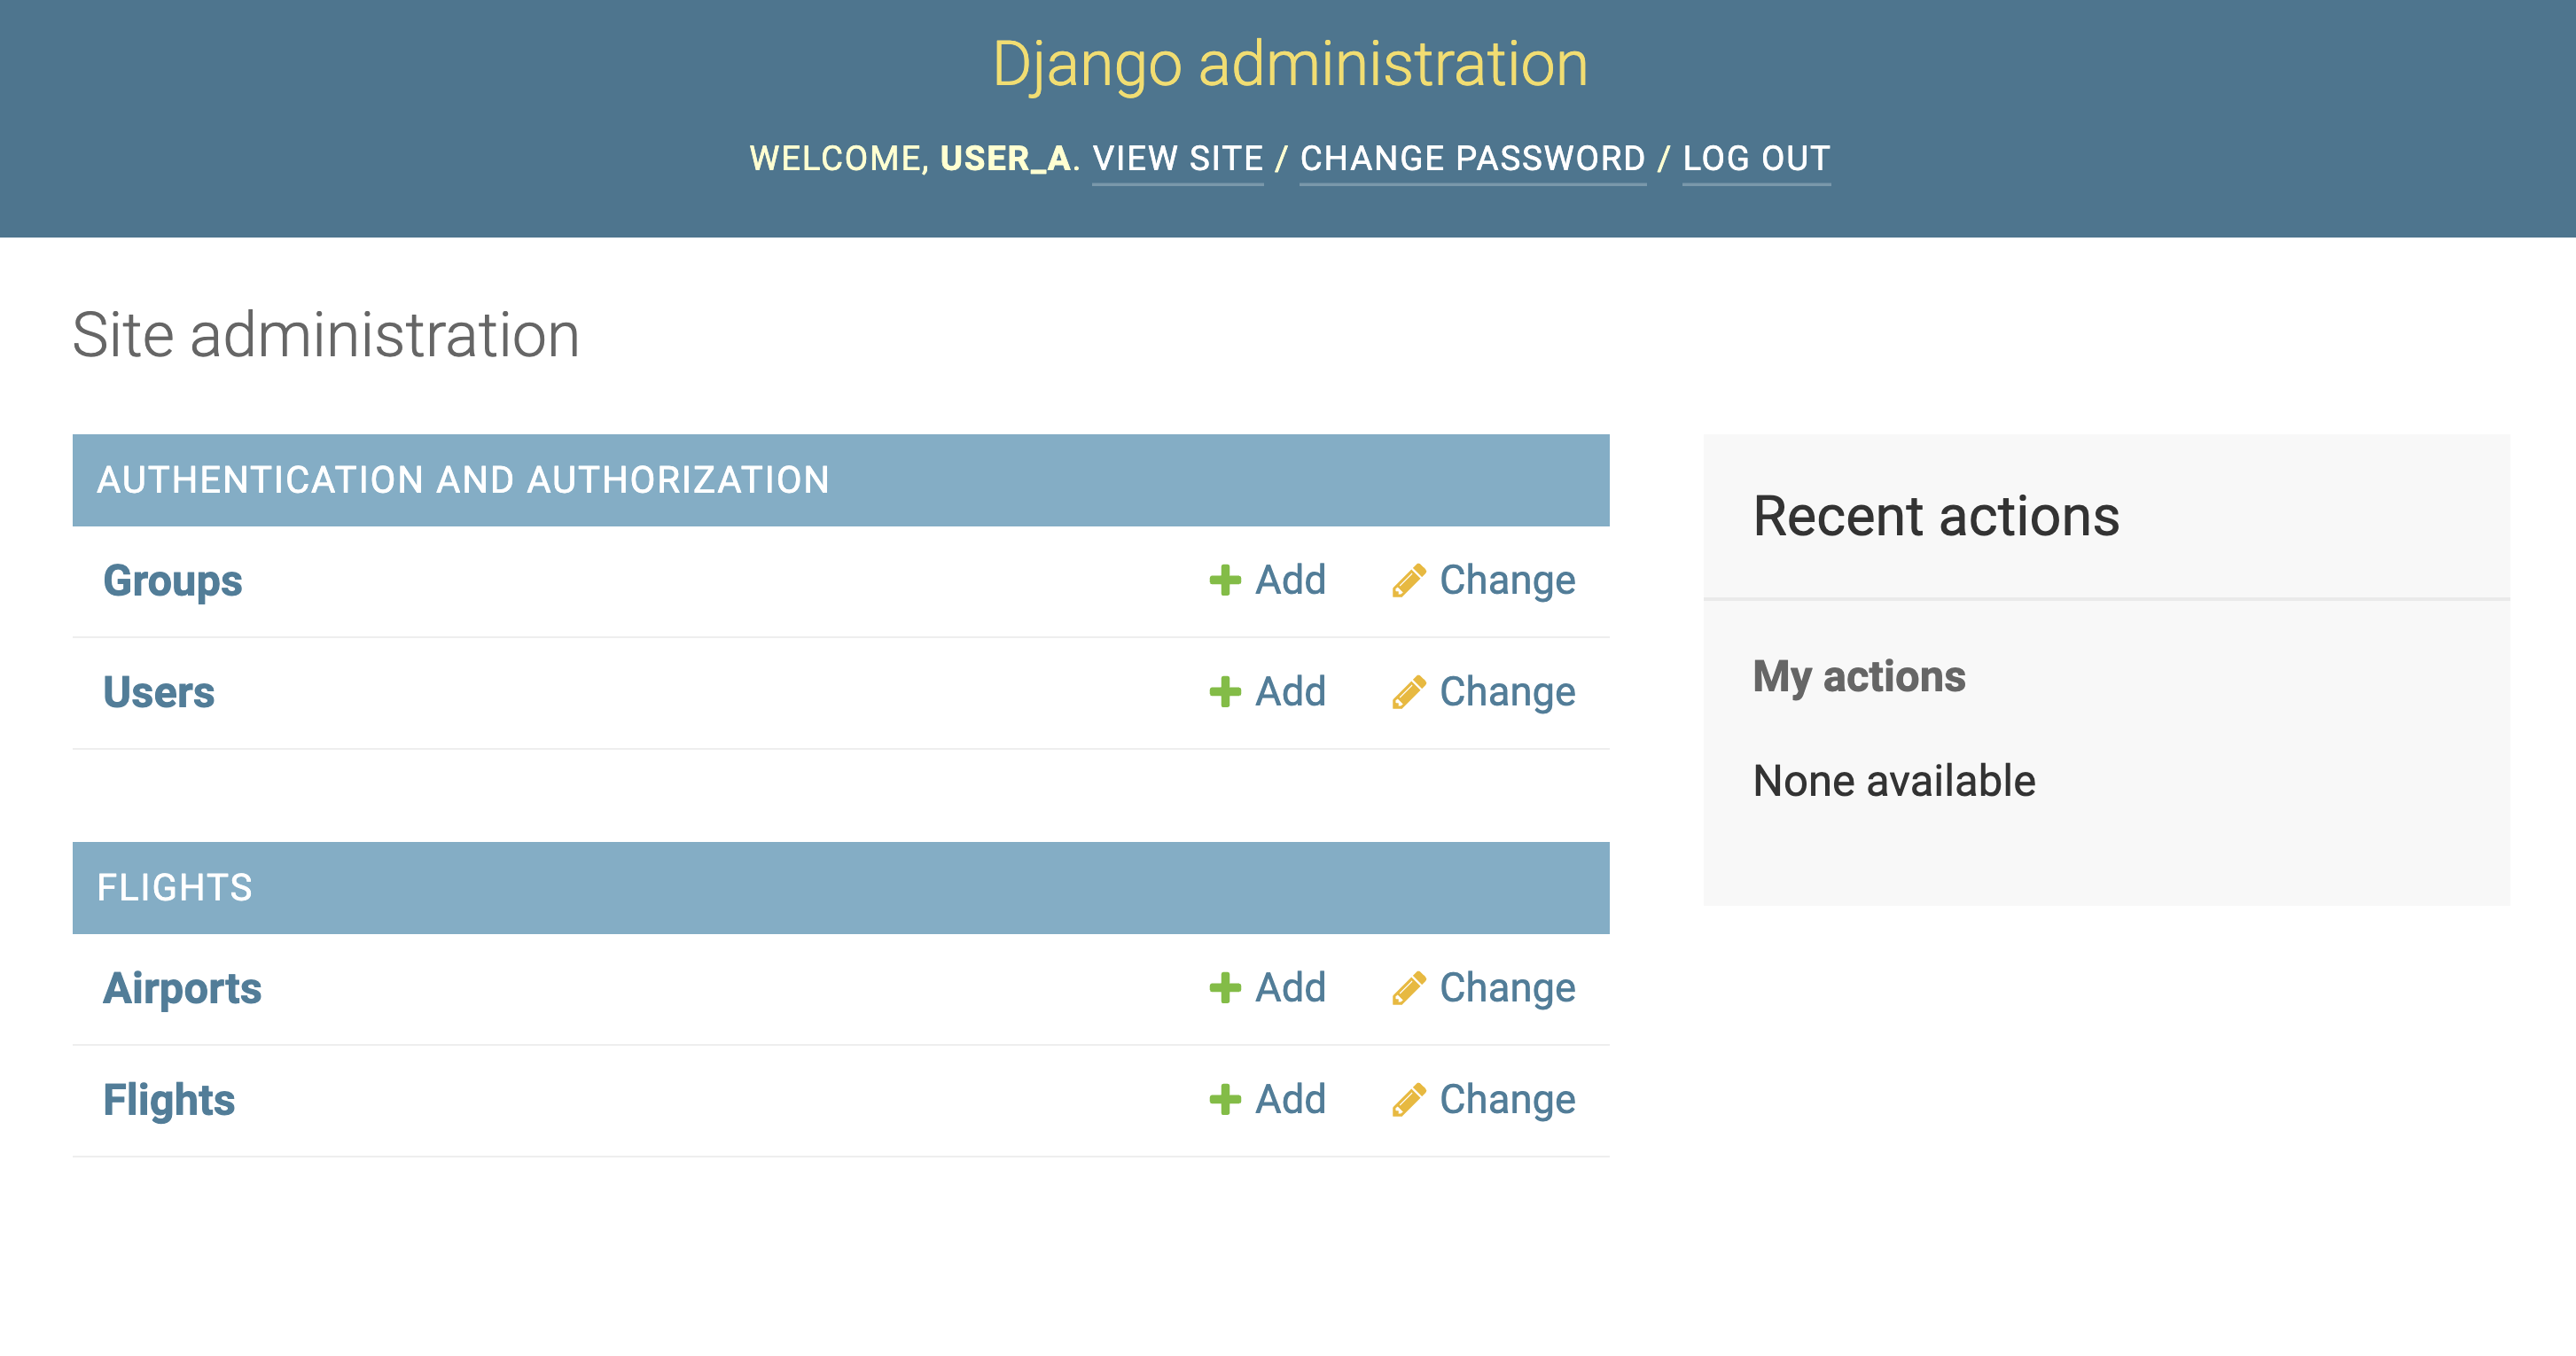 Django administration
WELCOME, USER_A. VIEW SITE / CHANGE PASSWORD / LOG OUT
Site administration
AUTHENTICATION AND AUTHORIZATION
Groups Add Change
Users Add Change
FLIGHTS
Airports Add Change
Flights Add Change
Recent actions
My actions
None available